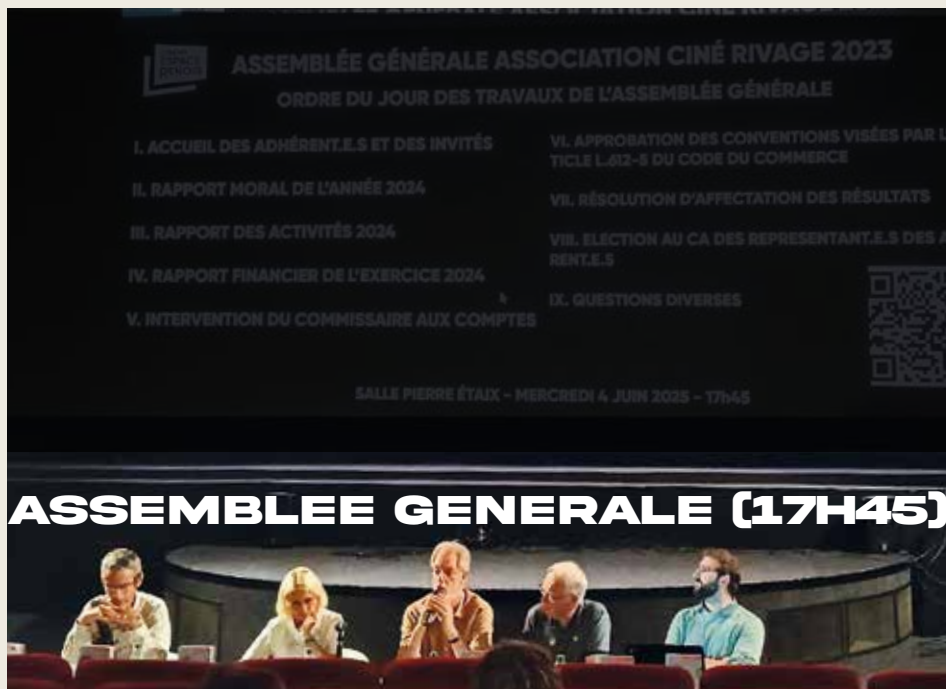 CINÉMA
ESPACE
RENOIR
ASSEMBLÉE GÉNÉRALE ASSOCIATION CINÉ RIVAGE 2023
ORDRE DU JOUR DES TRAVAUX DE L'ASSEMBLÉE GÉNÉRALE
I. ACCUEIL DES ADHÉRENT.E.S ET DES INVITÉS
II. RAPPORT MORAL DE L'ANNÉE 2024
III. RAPPORT DES ACTIVITÉS 2024
IV. RAPPORT FINANCIER DE L'EXERCICE 2024
V. INTERVENTION DU COMMISSAIRE AUX COMPTES
VI. APPROBATION DES CONVENTIONS VISÉES PAR L
TICLE L.612-5 DU CODE DU COMMERCE
VII. RÉSOLUTION D'AFFECTATION DES RÉSULTATS
VIII. ELECTION AU CA DES REPRESENTANT.E.S DES A
RENT.E.S
IX. QUESTIONS DIVERSES
SALLE PIERRE ÉTAIX - MERCREDI 4 JUIN 2025 - 17h45
ASSEMBLEE GENERALE (17H45)